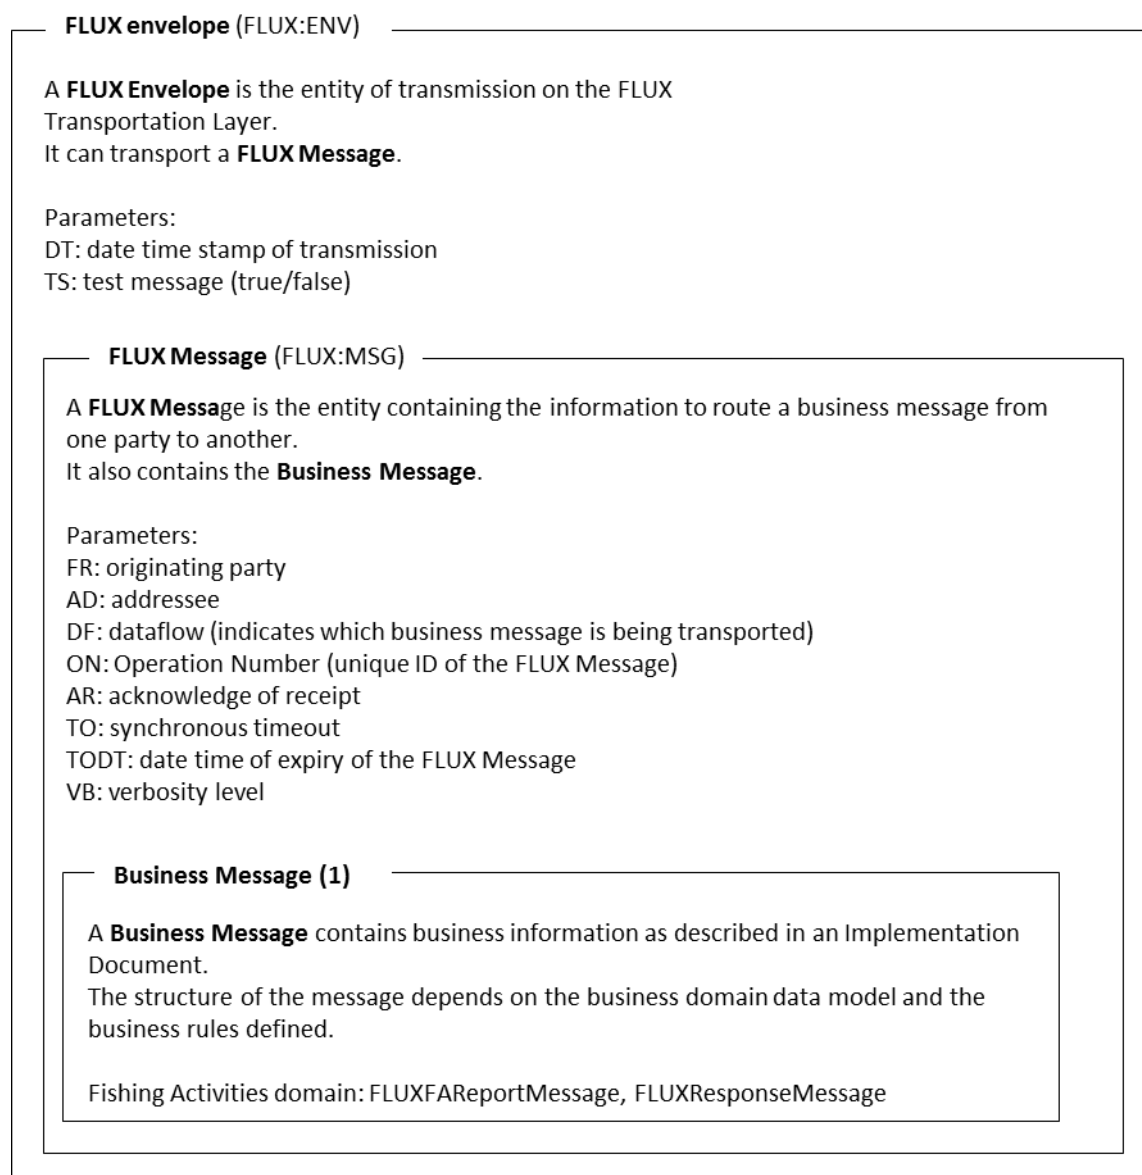 FLUX envelope (FLUX:ENV)
A FLUX Envelope is the entity of transmission on the FLUX
Transportation Layer.
It can transport a FLUX Message.
Parameters:
DT: date time stamp of transmission
TS: test message (true/false)
FLUX Message (FLUX:MSG)
A FLUX Message is the entity containing the information to route a business message from
one party to another.
It also contains the Business Message.
Parameters:
FR: originating party
AD: addressee
DF: dataflow (indicates which business message is being transported)
ON: Operation Number (unique ID of the FLUX Message)
AR: acknowledge of receipt
TO: synchronous timeout
TODT: date time of expiry of the FLUX Message
VB: verbosity level
Business Message (1)
A Business Message contains business information as described in an Implementation
Document.
The structure of the message depends on the business domain data model and the
business rules defined.
Fishing Activities domain: FLUXFAReportMessage, FLUXResponseMessage